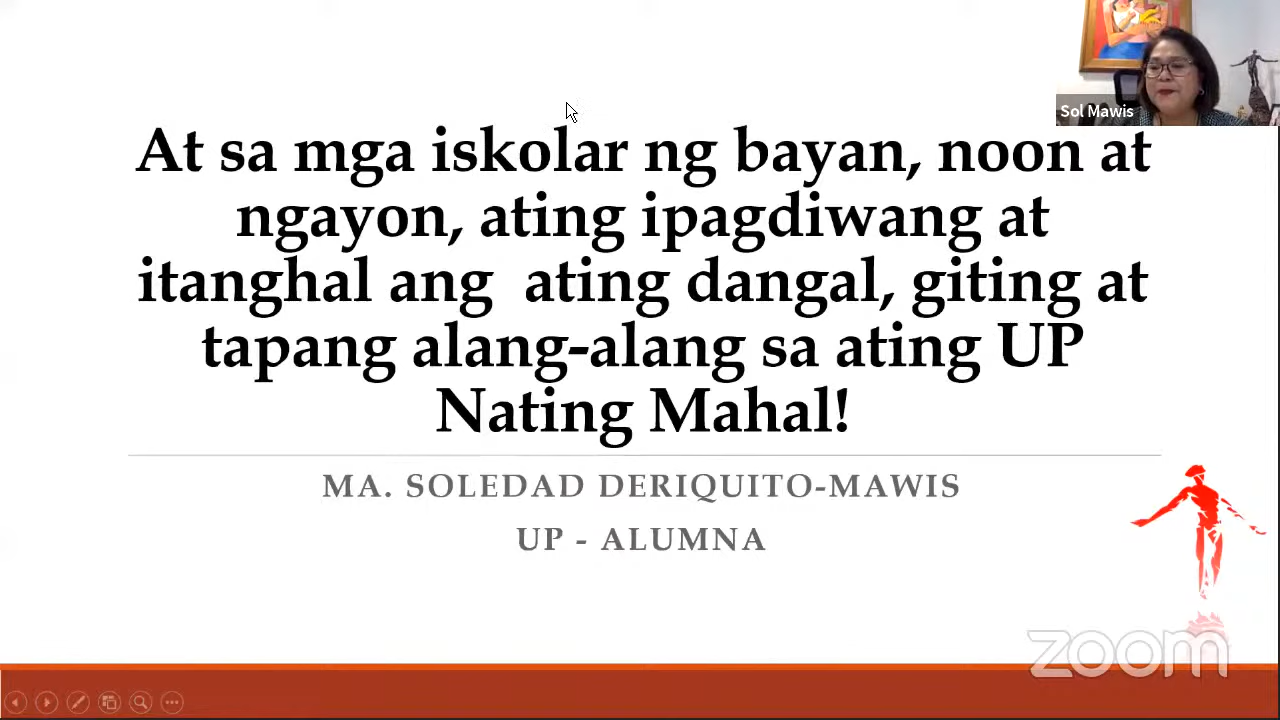 Sol Mawis
At sa mga iskolar ng bayan, noon at
ngayon, ating ipagdiwang at
itanghal ang ating dangal, giting at
tapang alang-alang sa ating UP
Nating Mahal!
MA. SOLEDAD DERIQUITO-MAWIS
UP - ALUMNA
zoom